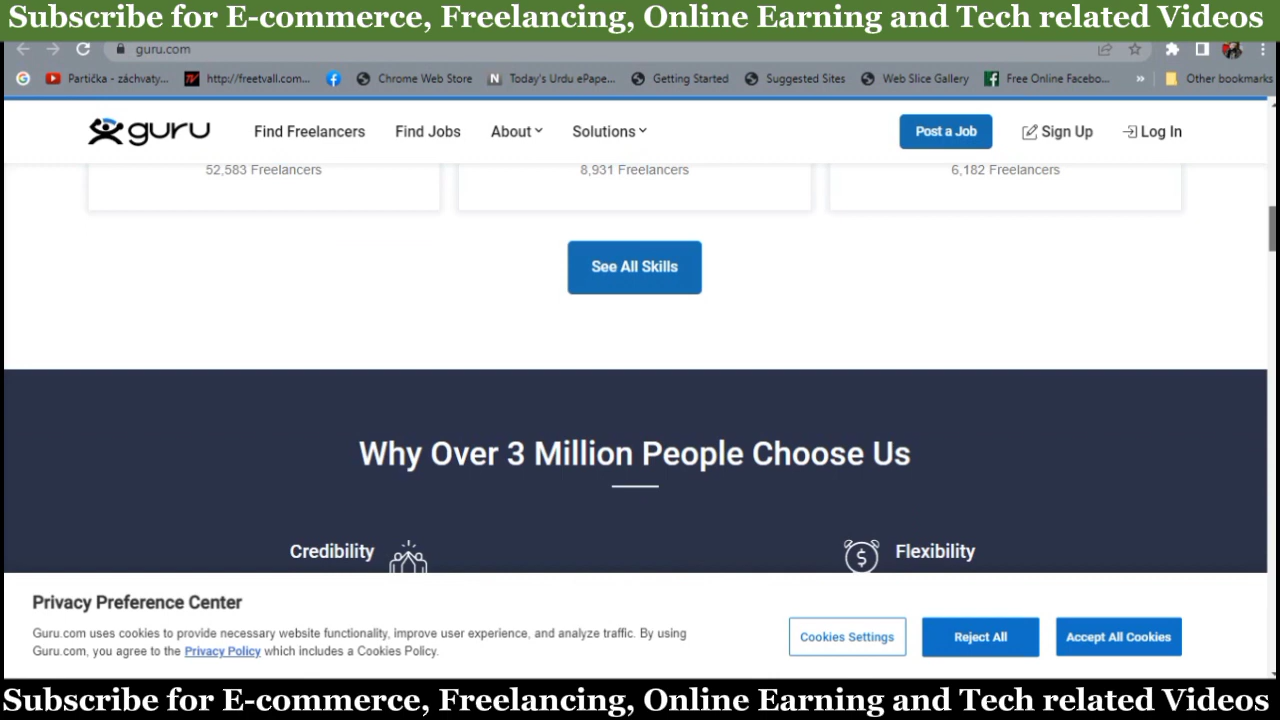 Subscribe for E-commerce, Freelancing, Online Earning and Tech related Videos
guru.com
Partička - záchvaty... http://freetvall.com... Chrome Web Store Today's Urdu ePape... Getting Started Suggested Sites Web Slice Gallery Free Online Facebo... » Other bookmarks
guru Find Freelancers Find Jobs About Solutions Post a Job Sign Up Log In
52,583 Freelancers 8,931 Freelancers 6,182 Freelancers
See All Skills
Why Over 3 Million People Choose Us
Credibility Flexibility
Privacy Preference Center
Guru.com uses cookies to provide necessary website functionality, improve user experience, and analyze traffic. By using
Guru.com, you agree to the Privacy Policy which includes a Cookies Policy.
Cookies Settings Reject All Accept All Cookies
Subscribe for E-commerce, Freelancing, Online Earning and Tech related Videos